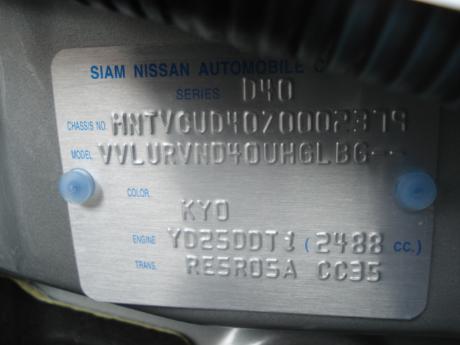 SIAM NISSAN AUTOMOBILE C
SERIES D40
CHASSIS NO. MNTVCUD40Z0002379
MODEL VVLURVND40UHGLBG---
COLOR. KY0
ENGINE YD25DDTi (2488 CC.)
TRANS. RE5R05A CC35